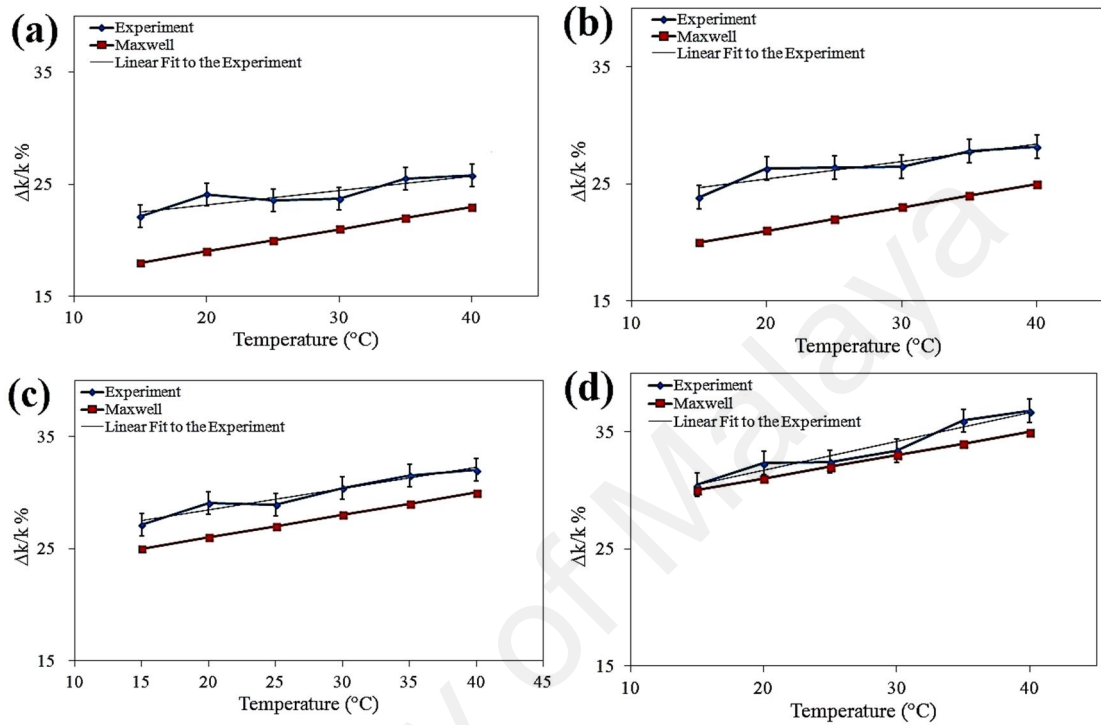 (a)
Experiment
Maxwell
Linear Fit to the Experiment
35
25
15
Δk/k %
10
20
30
40
Temperature (°C)
(b)
Experiment
Maxwell
Linear Fit to the Experiment
35
25
15
Δk/k %
10
20
30
40
Temperature (°C)
(c)
Experiment
Maxwell
Linear Fit to the Experiment
35
25
15
Δk/k %
10 15 20 25 30 35 40 45
Temperature (°C)
(d)
Experiment
Maxwell
Linear Fit to the Experiment
35
25
15
Δk/k %
10
20
30
40
Temperature (°C)
y of Malaya